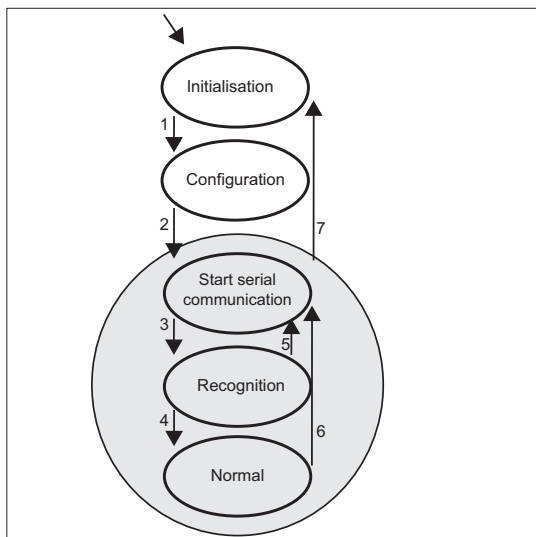 Initialisation
1
Configuration
2
7
Start serial
communication
3
5
Recognition
4
6
Normal